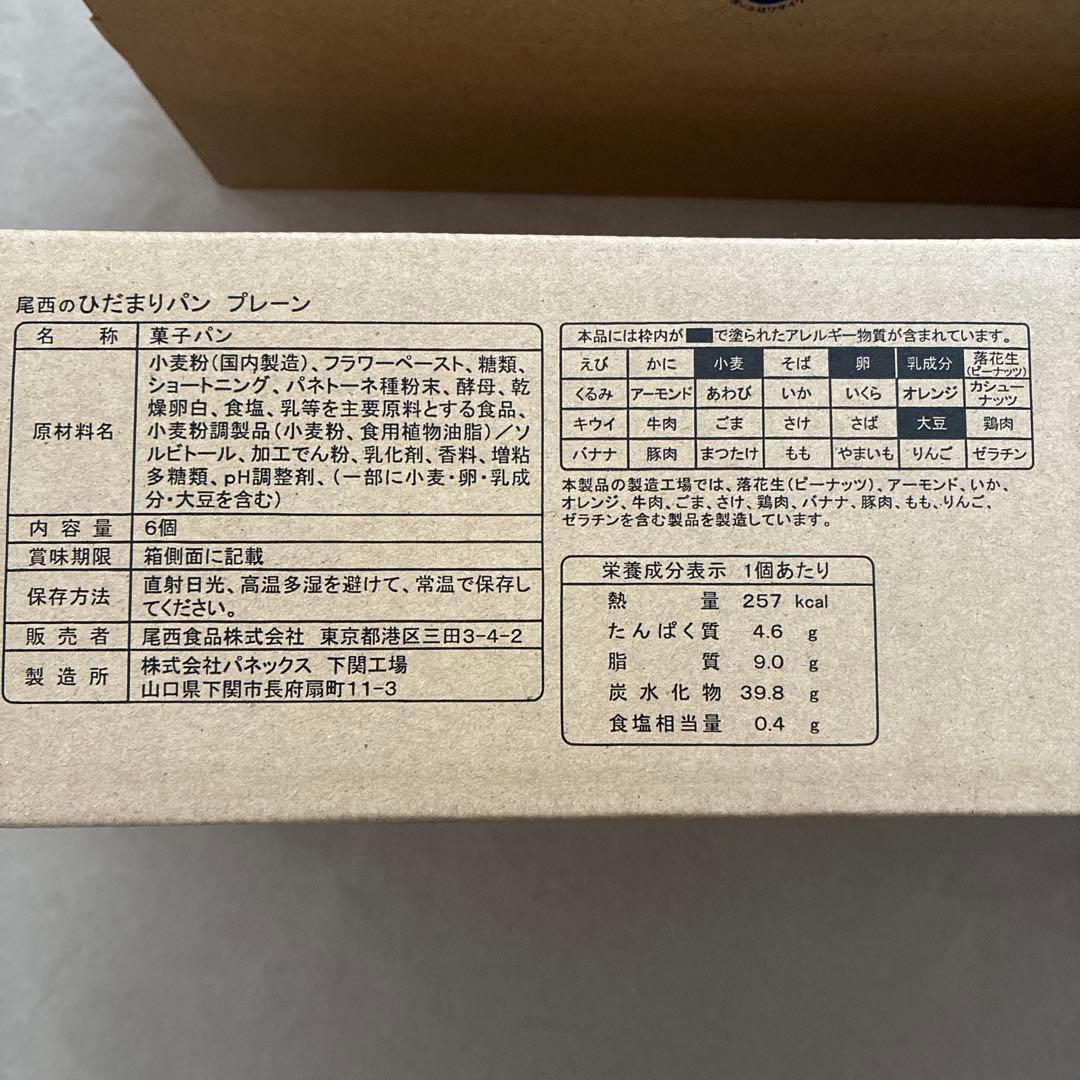 尾西のひだまりパン プレーン
名称 菓子パン
原材料名
小麦粉(国内製造)、フラワーペースト、糖類、
ショートニング、パネトーネ種粉末、酵母、乾
燥卵白、食塩、乳等を主要原料とする食品、
小麦粉調製品(小麦粉、食用植物油脂)/ソ
ルビトール、加工でん粉、乳化剤、香料、増粘
多糖類、pH調整剤、(一部に小麦・卵・乳成
分・大豆を含む)
内容量 6個
賞味期限 箱側面に記載
保存方法
直射日光、高温多湿を避けて、常温で保存し
てください。
販売者 尾西食品株式会社 東京都港区三田3-4-2
製造所
株式会社パネックス 下関工場
山口県下関市長府扇町11-3
本品には枠内が で塗られたアレルギー物質が含まれています。
えび かに 小麦 そば 卵 乳成分 落花生(ピーナッツ)
くるみ アーモンド あわび いか いくら オレンジ カシューナッツ
キウイ 牛肉 ごま さけ さば 大豆 鶏肉
バナナ 豚肉 まつたけ もも やまいも りんご ゼラチン
本製品の製造工場では、落花生(ピーナッツ)、アーモンド、いか、
オレンジ、牛肉、ごま、さけ、鶏肉、バナナ、豚肉、もも、りんご、
ゼラチンを含む製品を製造しています。
栄養成分表示 1個あたり
熱量 257 kcal
たんぱく質 4.6 g
脂質 9.0 g
炭水化物 39.8 g
食塩相当量 0.4 g